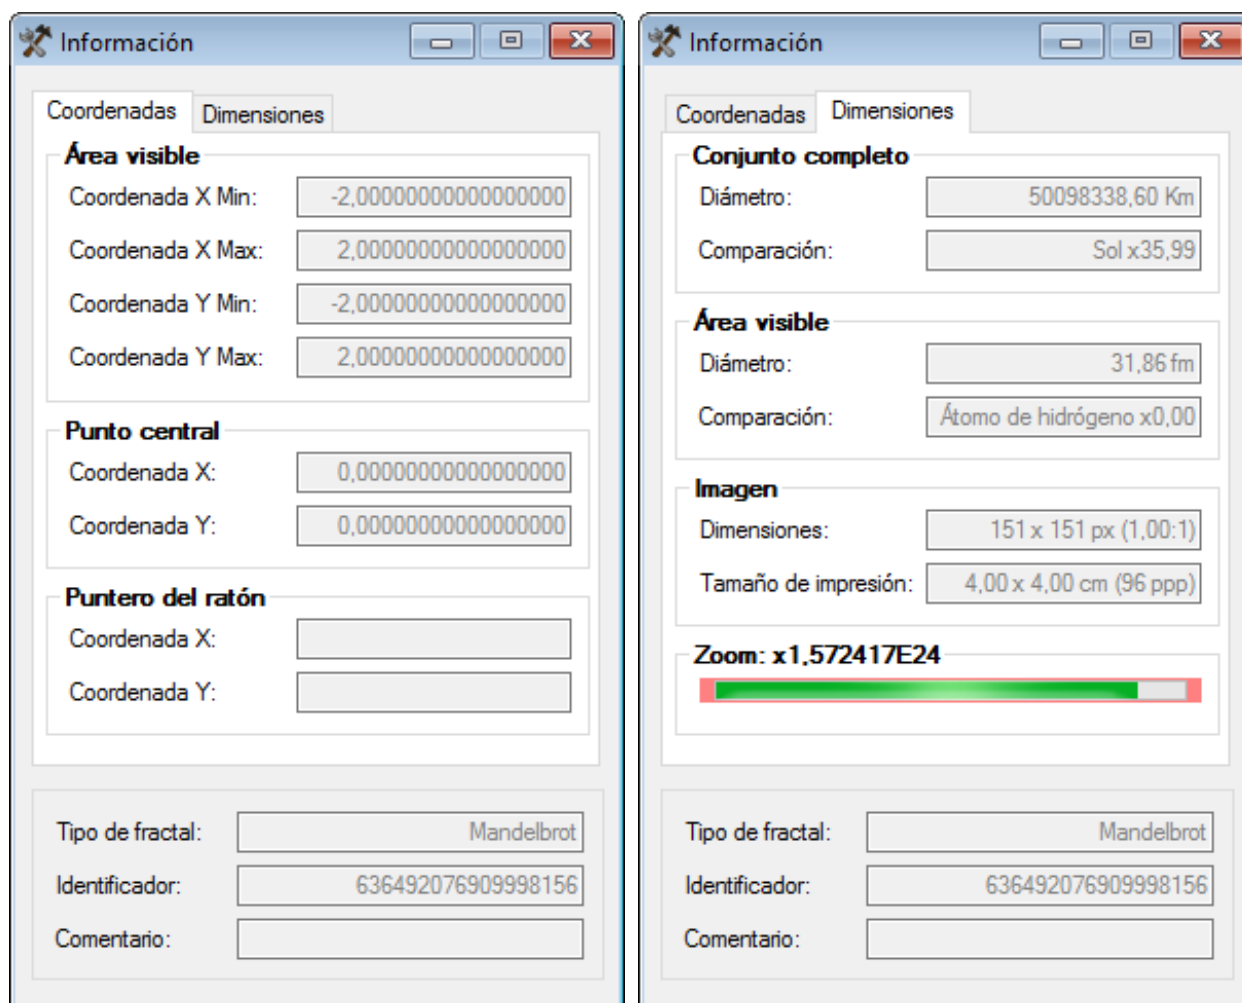 Información
Coordenadas Dimensiones
Área visible
Coordenada X Min: -2,00000000000000000
Coordenada X Max: 2,00000000000000000
Coordenada Y Min: -2,00000000000000000
Coordenada Y Max: 2,00000000000000000
Punto central
Coordenada X: 0,00000000000000000
Coordenada Y: 0,00000000000000000
Puntero del ratón
Coordenada X:
Coordenada Y:
Tipo de fractal: Mandelbrot
Identificador: 636492076909998156
Comentario:
Información
Coordenadas Dimensiones
Conjunto completo
Diámetro: 50098338,60 Km
Comparación: Sol x35,99
Área visible
Diámetro: 31,86 fm
Comparación: Átomo de hidrógeno x0,00
Imagen
Dimensiones: 151 x 151 px (1,00:1)
Tamaño de impresión: 4,00 x 4,00 cm (96 ppp)
Zoom: x1,572417E24
Tipo de fractal: Mandelbrot
Identificador: 636492076909998156
Comentario: